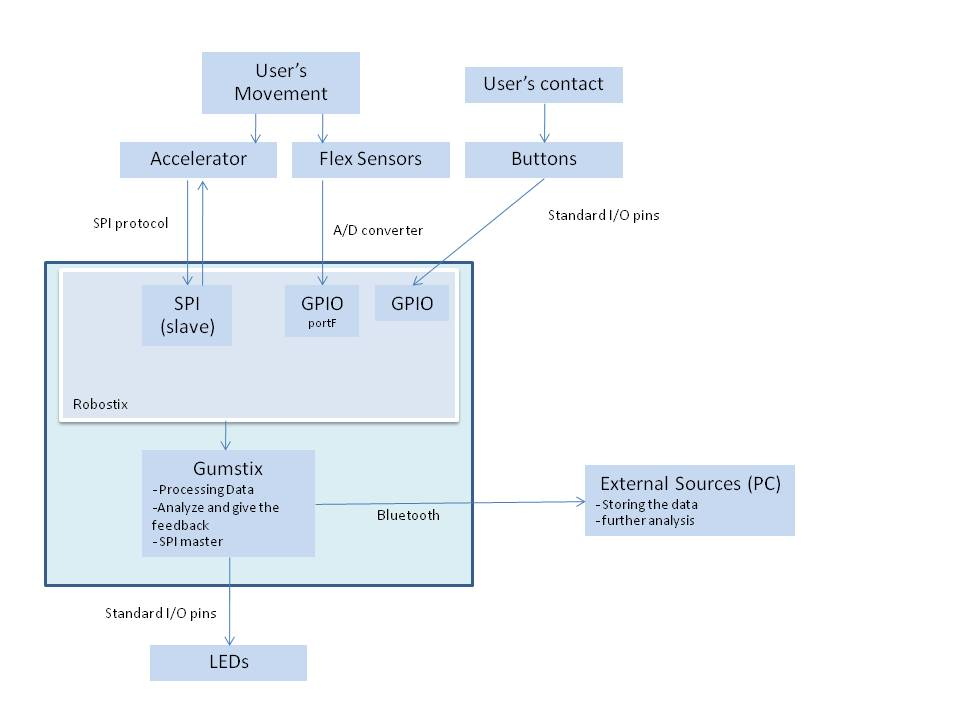 User's
Movement
User's contact
Accelerator
Flex Sensors
Buttons
SPI protocol
A/D converter
Standard I/O pins
SPI
(slave)
GPIO
portF
GPIO
Robostix
Gumstix
-Processing Data
-Analyze and give the
feedback
-SPI master
Bluetooth
External Sources (PC)
-Storing the data
-further analysis
Standard I/O pins
LEDs